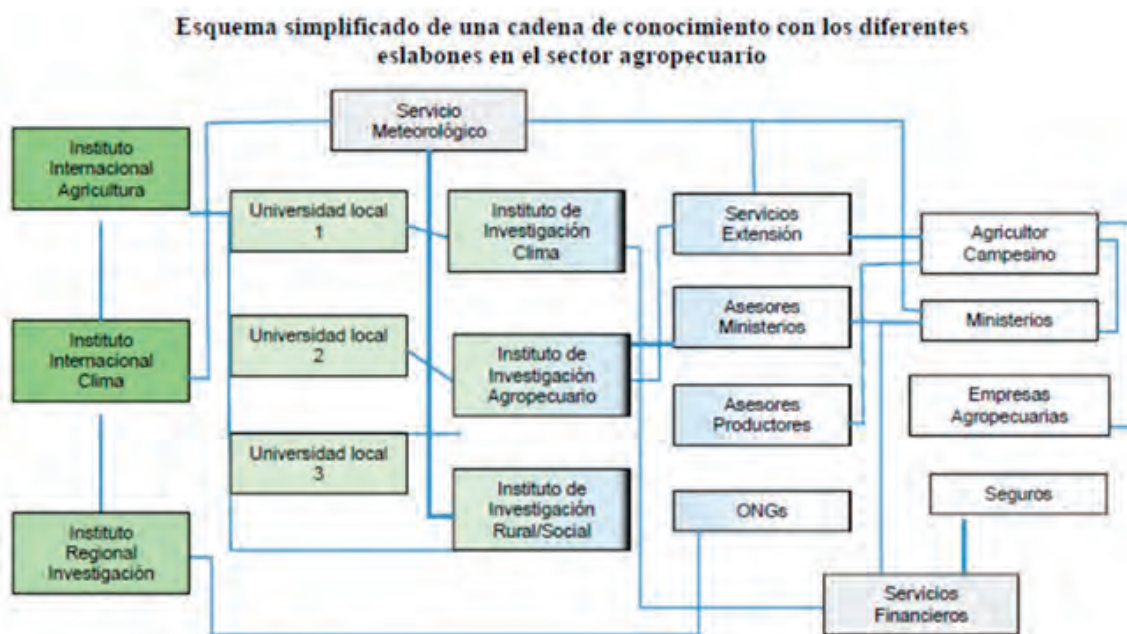 Esquema simplificado de una cadena de conocimiento con los diferentes
eslabones en el sector agropecuario
Servicio
Meteorológico
Instituto
Internacional
Agricultura
Instituto
Internacional
Clima
Instituto
Regional
Investigación
Universidad local
1
Universidad local
2
Universidad local
3
Instituto de
Investigación
Clima
Instituto de
Investigación
Agropecuario
Instituto de
Investigación
Rural/Social
Servicios
Extensión
Asesores
Ministerios
Asesores
Productores
ONGs
Agricultor
Campesino
Ministerios
Empresas
Agropecuarias
Seguros
Servicios
Financieros